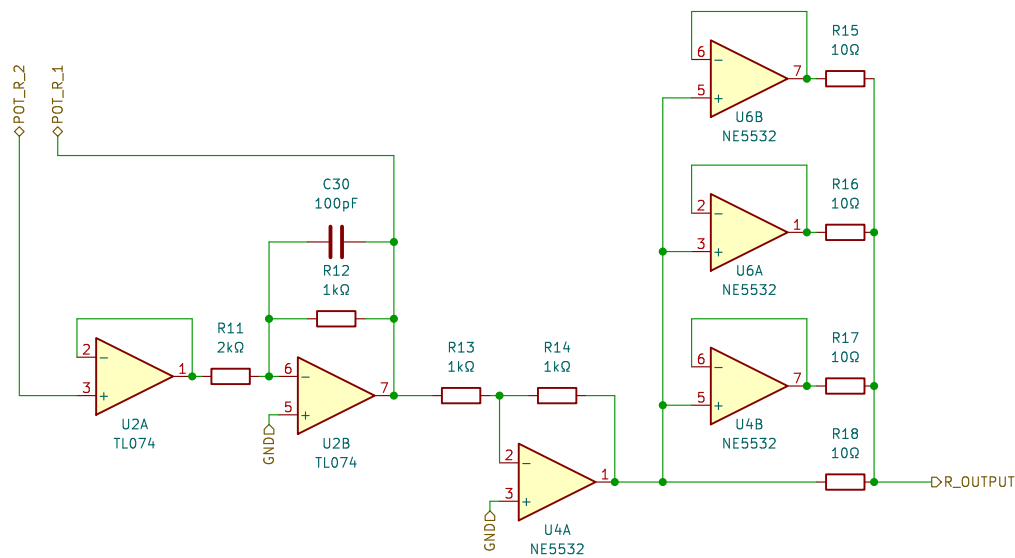 POT_R_2
POT_R_1
C30
100pF
R12
1kΩ
R11
2kΩ
2
3
1
U2A
TL074
6
5
7
U2B
TL074
GND
R13
1kΩ
R14
1kΩ
2
3
1
U4A
NE5532
GND
6
5
7
U6B
NE5532
R15
10Ω
2
3
1
U6A
NE5532
R16
10Ω
6
5
7
U4B
NE5532
R17
10Ω
R18
10Ω
R_OUTPUT